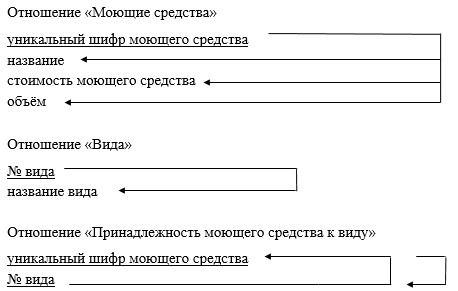 Отношение «Моющие средства»
уникальный шифр моющего средства
название
стоимость моющего средства
объём
Отношение «Вида»
№ вида
название вида
Отношение «Принадлежность моющего средства к виду»
уникальный шифр моющего средства
№ вида